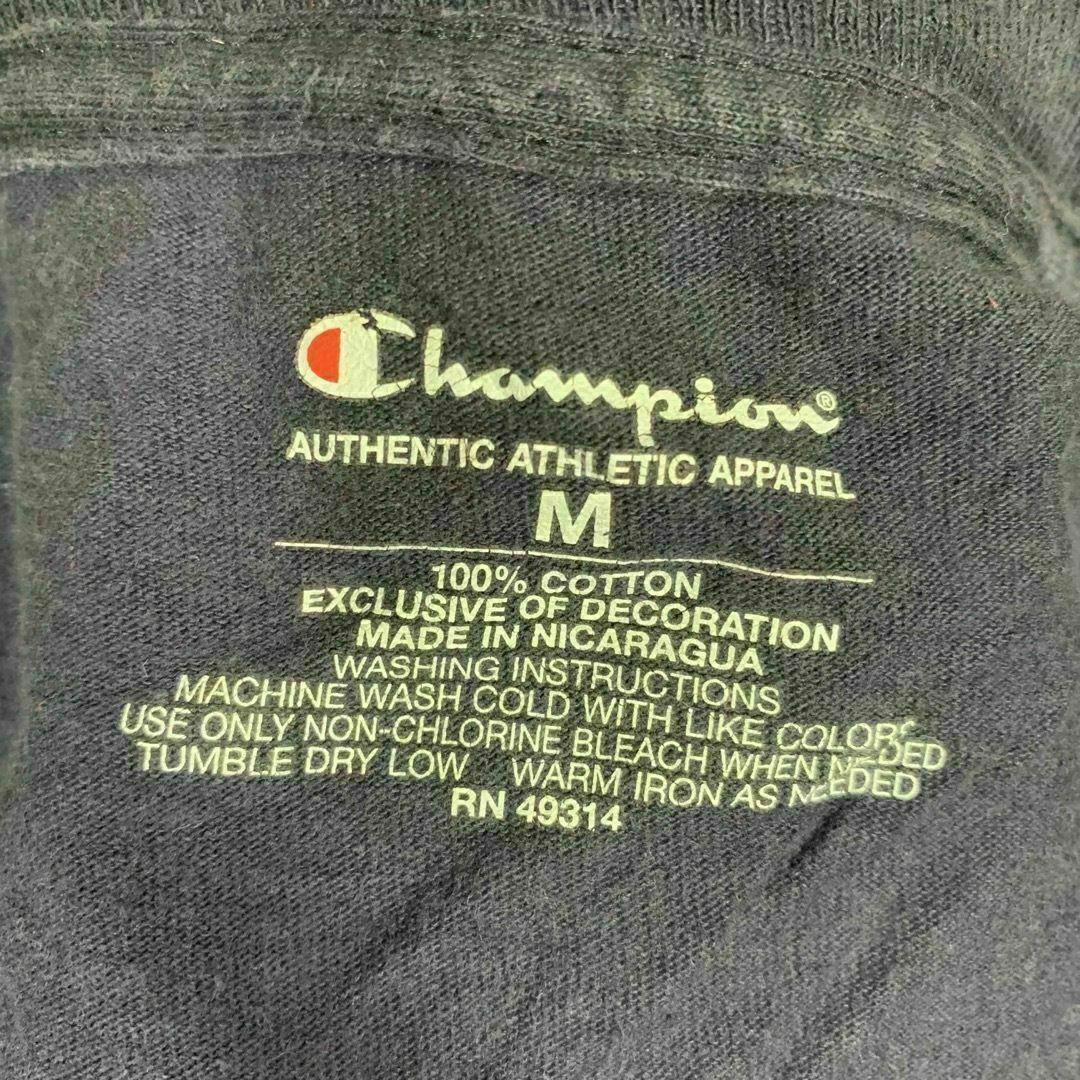 Champion®
AUTHENTIC ATHLETIC APPAREL
M
100% COTTON
EXCLUSIVE OF DECORATION
MADE IN NICARAGUA
WASHING INSTRUCTIONS
MACHINE WASH COLD WITH LIKE COLORS
USE ONLY NON-CHLORINE BLEACH WHEN NEEDED
TUMBLE DRY LOW WARM IRON AS NEEDED
RN 49314